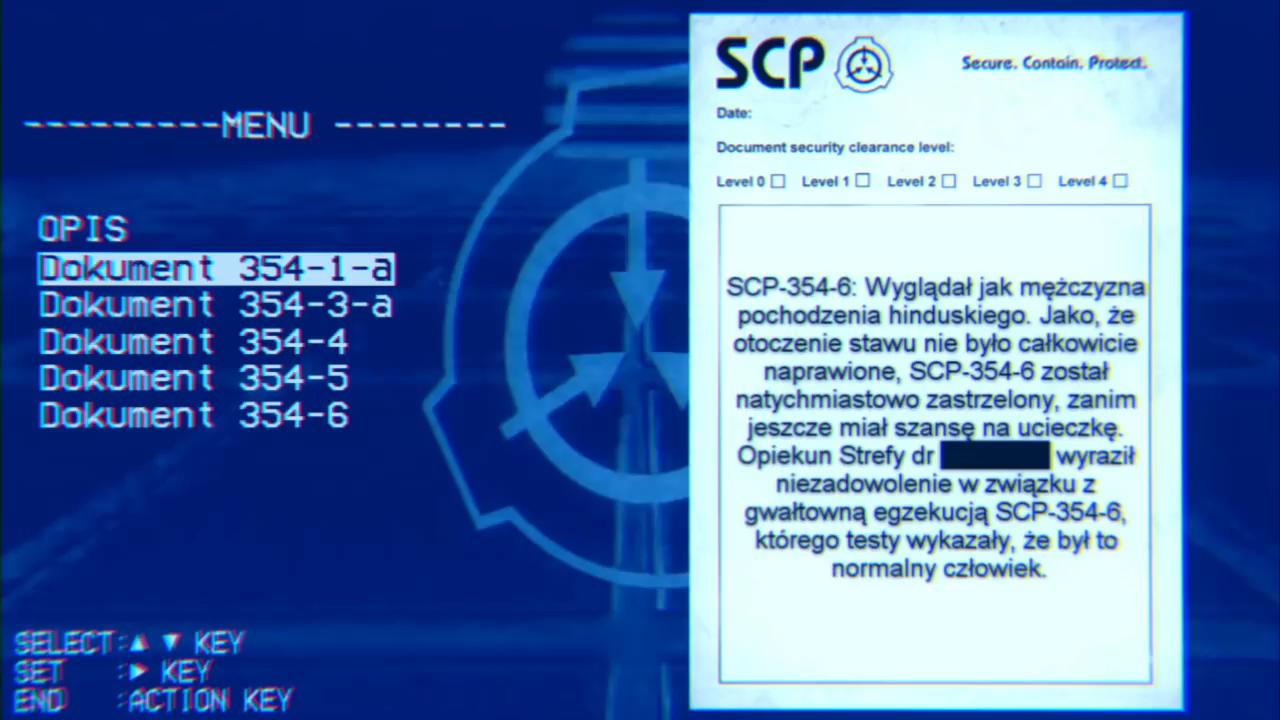 ---------MENU --------
OPIS
Dokument 354-1-a
Dokument 354-3-a
Dokument 354-4
Dokument 354-5
Dokument 354-6
SELECT:▲ ▼ KEY
SET :► KEY
END :ACTION KEY
SCP
Secure. Contain. Protect.
Date:
Document security clearance level:
Level 0 □ Level 1 □ Level 2 □ Level 3 □ Level 4 □
SCP-354-6: Wyglądał jak mężczyzna
pochodzenia hinduskiego. Jako, że
otoczenie stawu nie było całkowicie
naprawione, SCP-354-6 został
natychmiastowo zastrzelony, zanim
jeszcze miał szansę na ucieczkę.
Opiekun Strefy dr wyraził
niezadowolenie w związku z
gwałtowną egzekucją SCP-354-6,
którego testy wykazały, że był to
normalny człowiek.